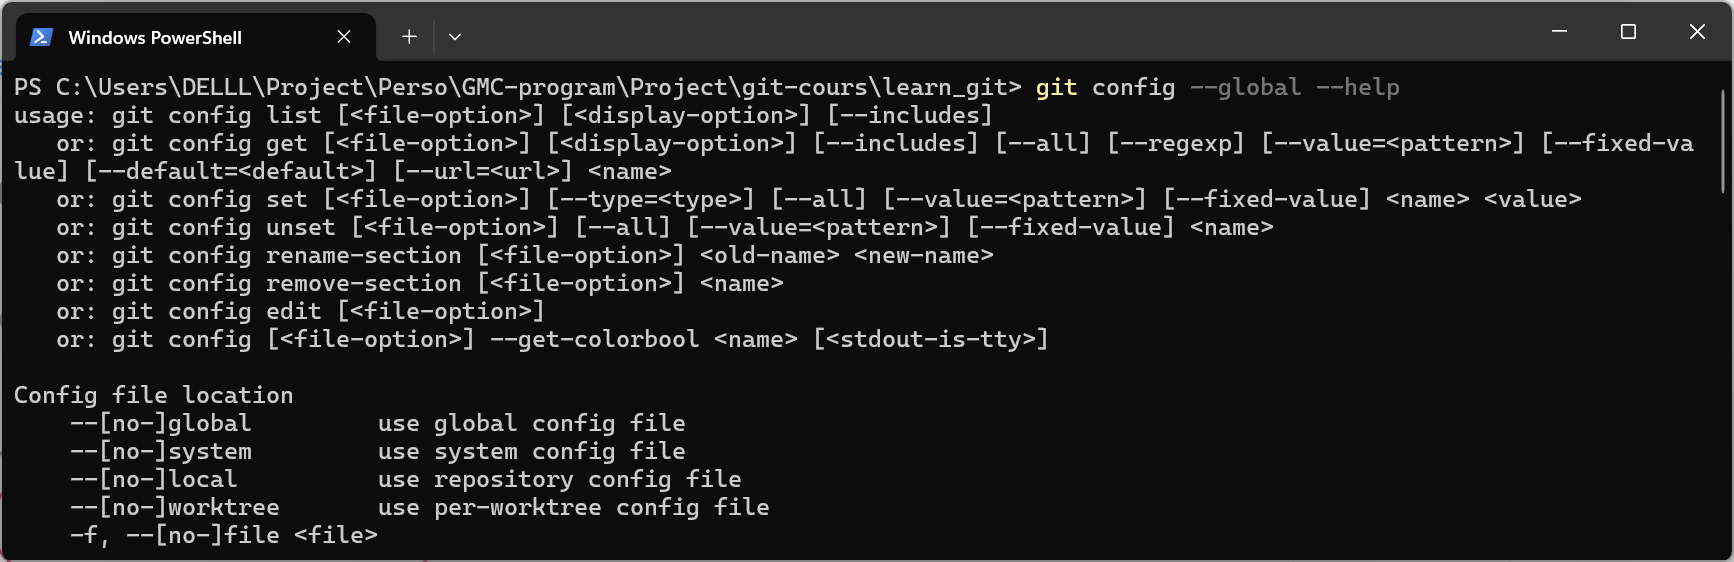 Windows PowerShell
PS C:\Users\DELLL\Project\Perso\GMC-program\Project\git-cours\learn_git> git config --global --help
usage: git config list [<file-option>] [<display-option>] [--includes]
   or: git config get [<file-option>] [<display-option>] [--includes] [--all] [--regexp] [--value=<pattern>] [--fixed-va
lue] [--default=<default>] [--url=<url>] <name>
   or: git config set [<file-option>] [--type=<type>] [--all] [--value=<pattern>] [--fixed-value] <name> <value>
   or: git config unset [<file-option>] [--all] [--value=<pattern>] [--fixed-value] <name>
   or: git config rename-section [<file-option>] <old-name> <new-name>
   or: git config remove-section [<file-option>] <name>
   or: git config edit [<file-option>]
   or: git config [<file-option>] --get-colorbool <name> [<stdout-is-tty>]

Config file location
    --[no-]global         use global config file
    --[no-]system         use system config file
    --[no-]local          use repository config file
    --[no-]worktree       use per-worktree config file
    -f, --[no-]file <file>